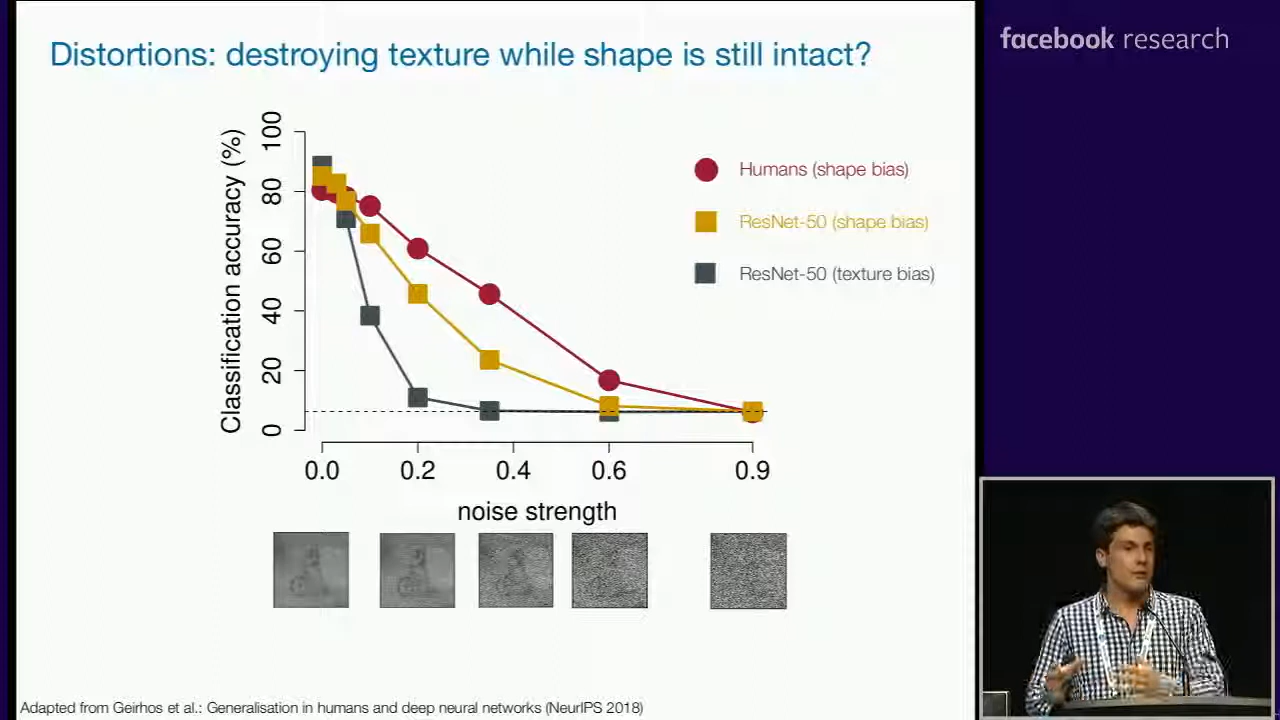 Distortions: destroying texture while shape is still intact?
facebook research
Classification accuracy (%)
100
80
60
40
20
0
Humans (shape bias)
ResNet-50 (shape bias)
ResNet-50 (texture bias)
0.0 0.2 0.4 0.6 0.9
noise strength
Adapted from Geirhos et al.: Generalisation in humans and deep neural networks (NeurIPS 2018)